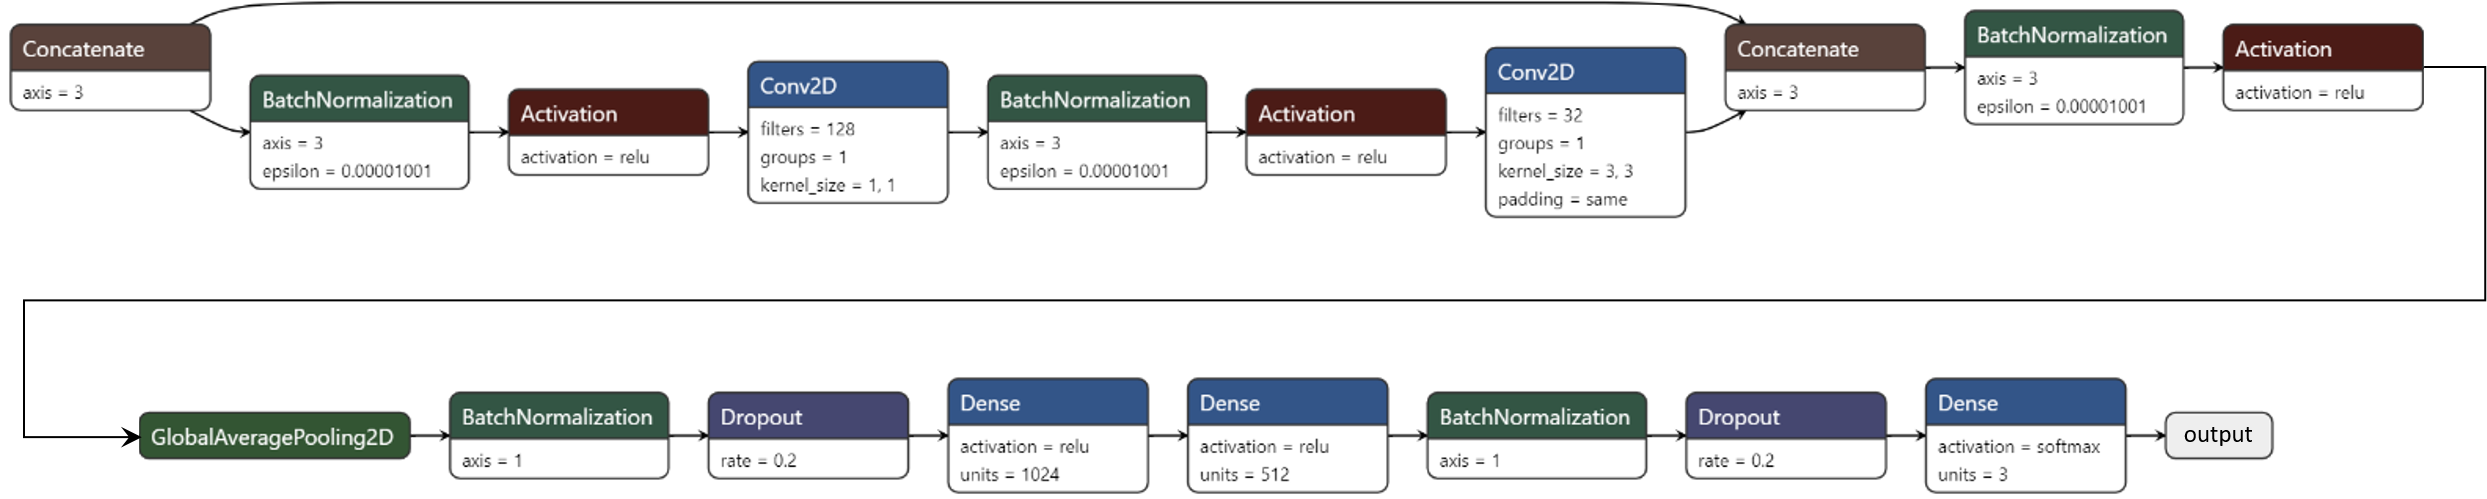 Concatenate
axis = 3
BatchNormalization
axis = 3
epsilon = 0.00001001
Activation
activation = relu
Conv2D
filters = 128
groups = 1
kernel_size = 1, 1
BatchNormalization
axis = 3
epsilon = 0.00001001
Activation
activation = relu
Conv2D
filters = 32
groups = 1
kernel_size = 3, 3
padding = same
Concatenate
axis = 3
BatchNormalization
axis = 3
epsilon = 0.00001001
Activation
activation = relu
GlobalAveragePooling2D
BatchNormalization
axis = 1
Dropout
rate = 0.2
Dense
activation = relu
units = 1024
Dense
activation = relu
units = 512
BatchNormalization
axis = 1
Dropout
rate = 0.2
Dense
activation = softmax
units = 3
output